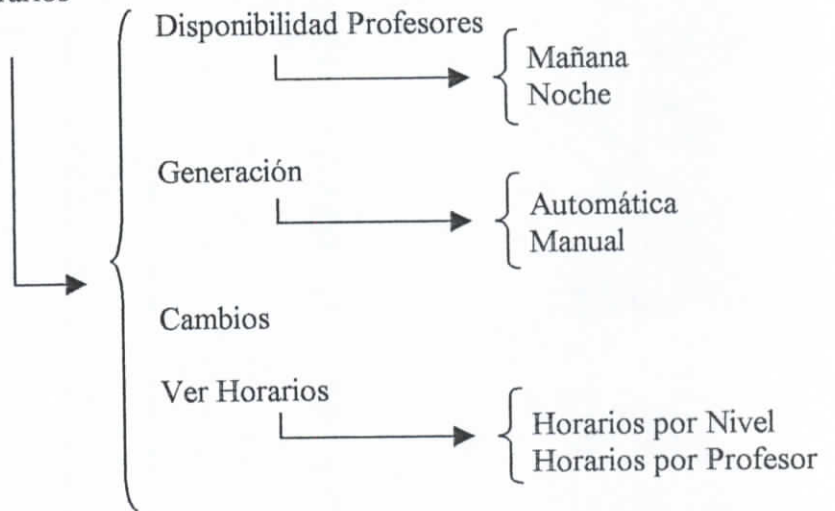 Disponibilidad Profesores
Mañana
Noche
Generación
Automática
Manual
Cambios
Ver Horarios
Horarios por Nivel
Horarios por Profesor